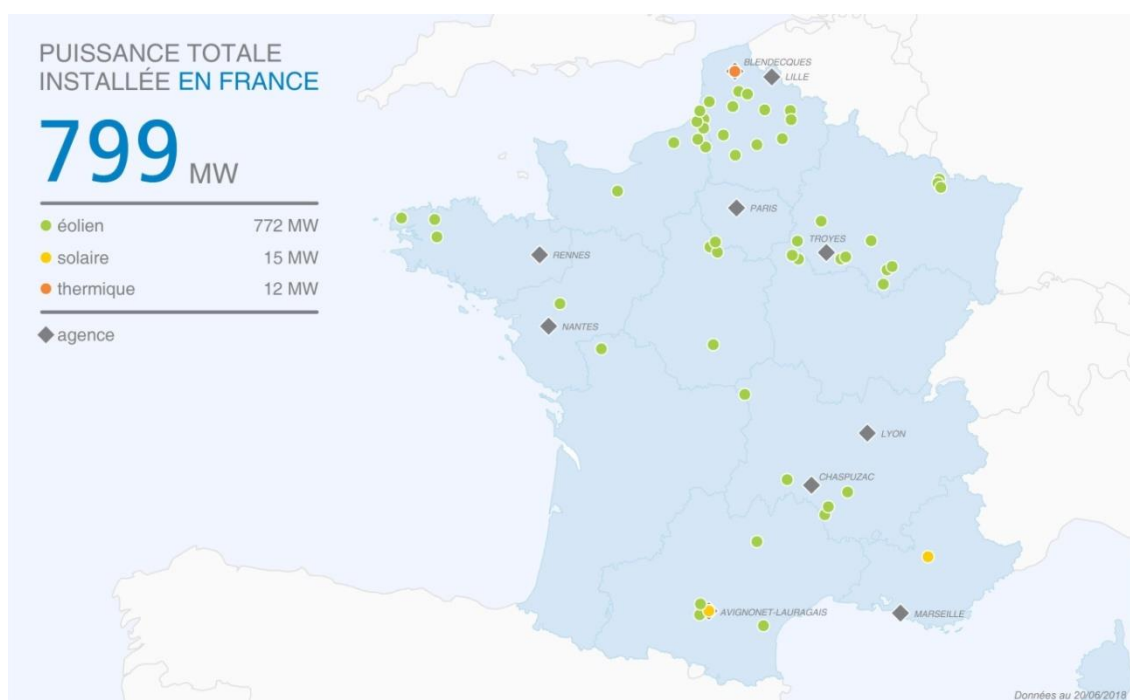 PUISSANCE TOTALE
INSTALLÉE EN FRANCE
799 MW
éolien 772 MW
solaire 15 MW
thermique 12 MW
agence
BLENDECQUES
LILLE
PARIS
TROYES
RENNES
NANTES
LYON
CHASPUZAC
AVIGNONET-LAURAGAIS
MARSEILLE
Données au 20/06/2018